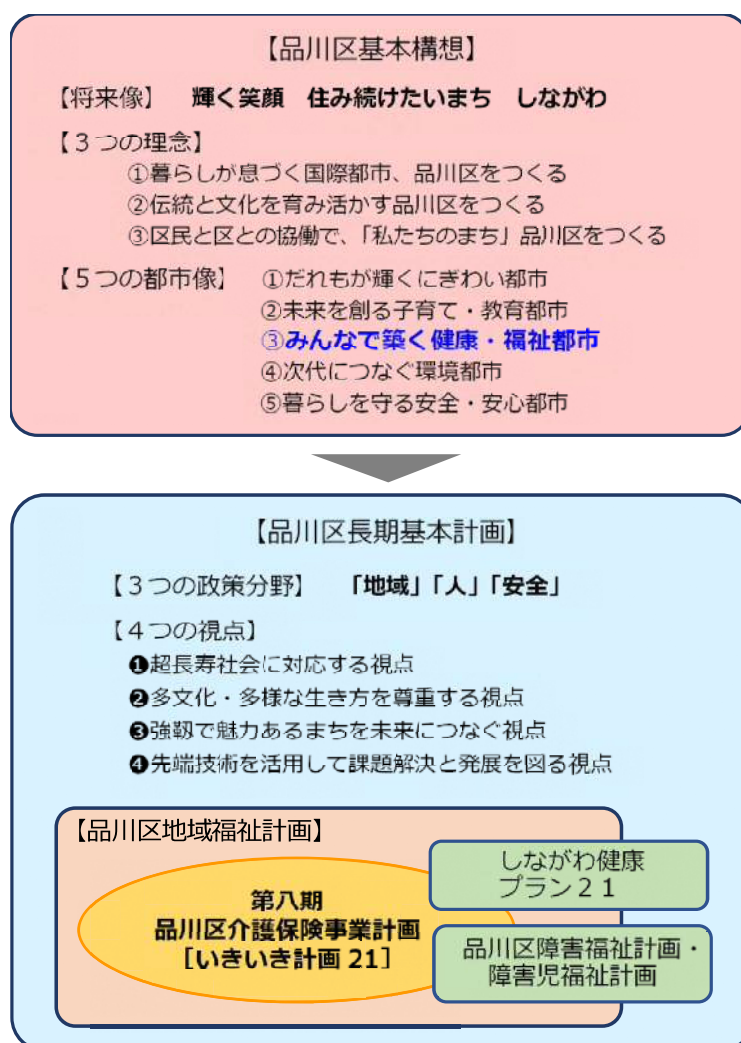 【品川区基本構想】
【将来像】 輝く笑顔 住み続けたいまち しながわ
【３つの理念】
①暮らしが息づく国際都市、品川区をつくる
②伝統と文化を育み活かす品川区をつくる
③区民と区との協働で、「私たちのまち」品川区をつくる
【５つの都市像】 ①だれもが輝くにぎわい都市
②未来を創る子育て・教育都市
③みんなで築く健康・福祉都市
④次代につなぐ環境都市
⑤暮らしを守る安全・安心都市
【品川区長期基本計画】
【３つの政策分野】 「地域」「人」「安全」
【４つの視点】
❶超長寿社会に対応する視点
❷多文化・多様な生き方を尊重する視点
❸強靱で魅力あるまちを未来につなぐ視点
❹先端技術を活用して課題解決と発展を図る視点
【品川区地域福祉計画】
第八期
品川区介護保険事業計画
［いきいき計画 21］
しながわ健康
プラン２１
品川区障害福祉計画・
障害児福祉計画